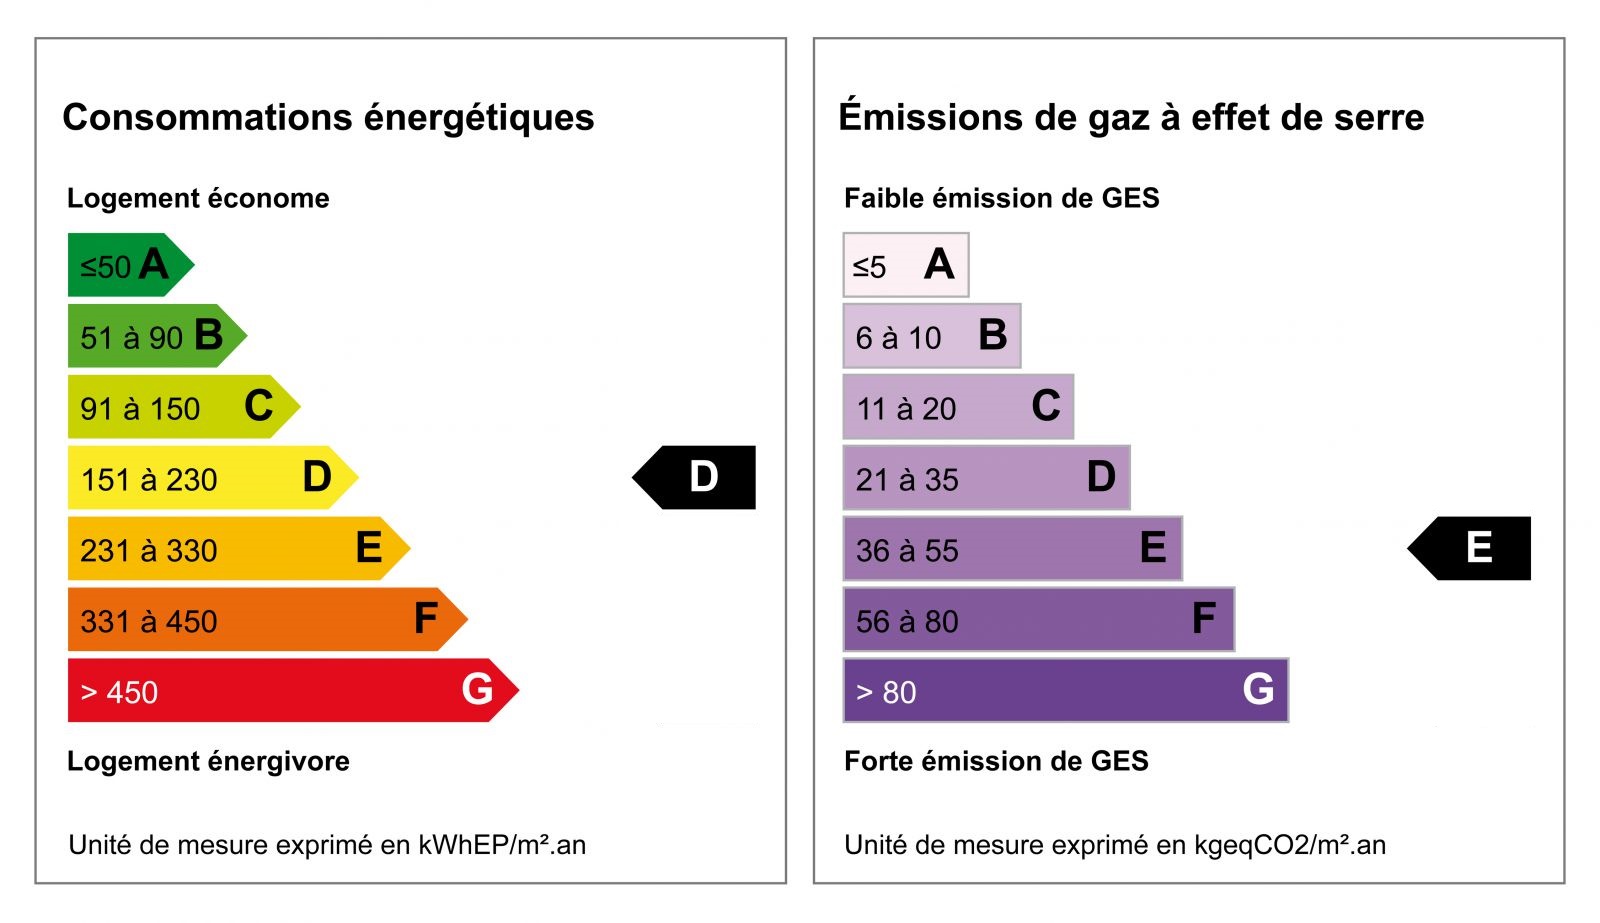 Consommations énergétiques
Logement économe
≤50 A
51 à 90 B
91 à 150 C
151 à 230 D
D
231 à 330 E
331 à 450 F
> 450 G
Logement énergivore
Unité de mesure exprimé en kWhEP/m².an
Émissions de gaz à effet de serre
Faible émission de GES
≤5 A
6 à 10 B
11 à 20 C
21 à 35 D
36 à 55 E
E
56 à 80 F
> 80 G
Forte émission de GES
Unité de mesure exprimé en kgeqCO2/m².an